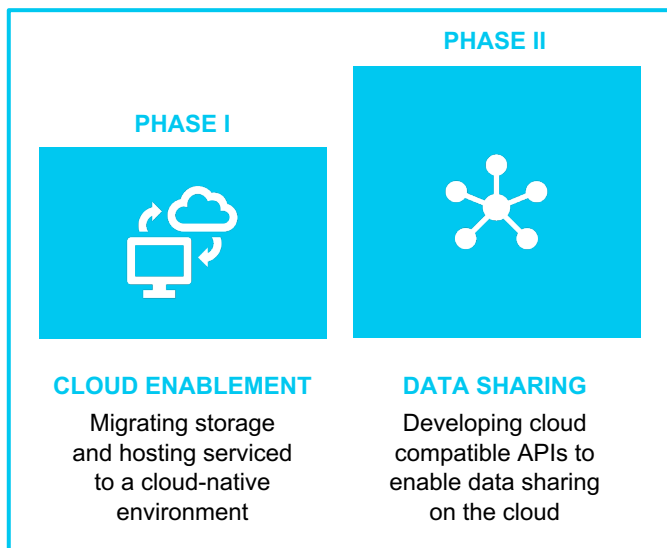 PHASE I
CLOUD ENABLEMENT
Migrating storage
and hosting serviced
to a cloud-native
environment
PHASE II
DATA SHARING
Developing cloud
compatible APIs to
enable data sharing
on the cloud